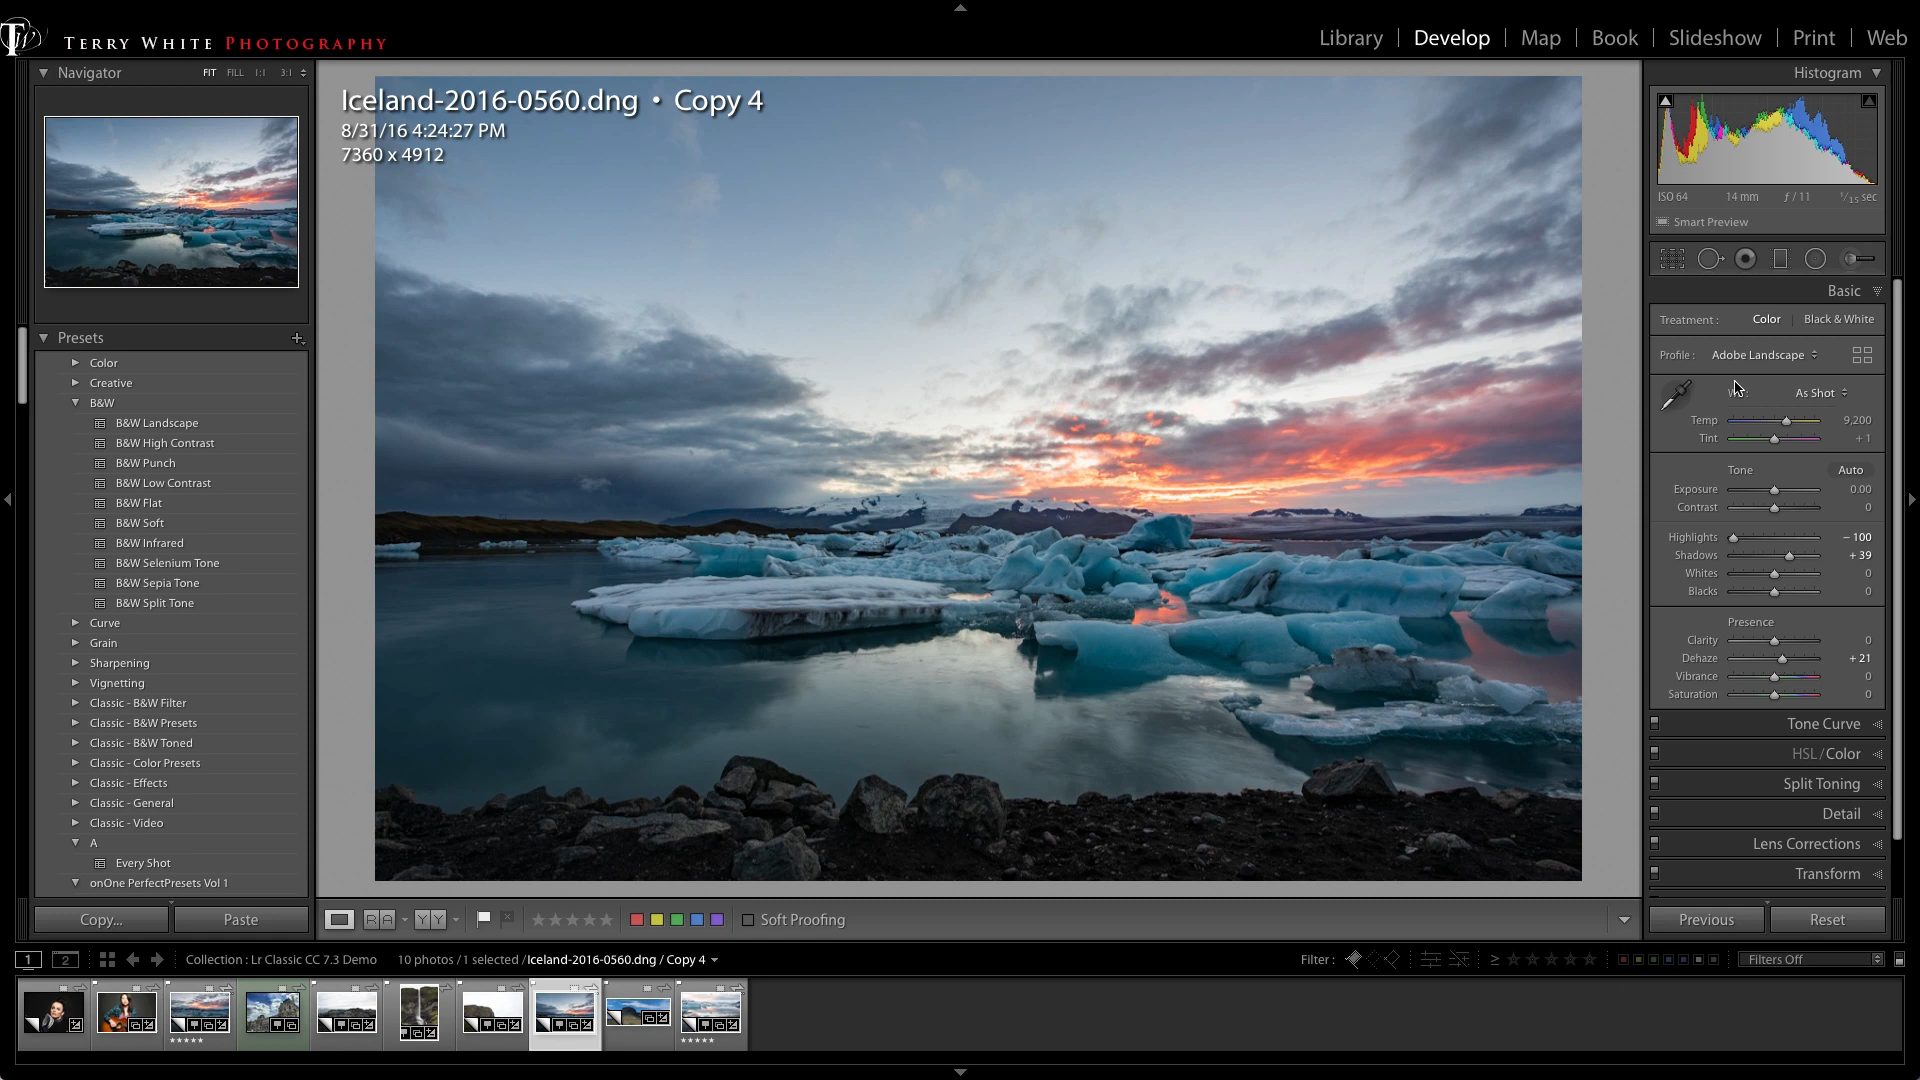 TERRY WHITE PHOTOGRAPHY
Library | Develop | Map | Book | Slideshow | Print | Web
Navigator FIT FILL 1:1 3:1
Presets +
Color
Creative
B&W
B&W Landscape
B&W High Contrast
B&W Punch
B&W Low Contrast
B&W Flat
B&W Soft
B&W Infrared
B&W Selenium Tone
B&W Sepia Tone
B&W Split Tone
Curve
Grain
Sharpening
Vignetting
Classic - B&W Filter
Classic - B&W Presets
Classic - B&W Toned
Classic - Color Presets
Classic - Effects
Classic - General
Classic - Video
A
Every Shot
onOne PerfectPresets Vol 1
Copy... Paste
Iceland-2016-0560.dng • Copy 4
8/31/16 4:24:27 PM
7360 x 4912
Histogram
ISO 64 14 mm ƒ / 11 1/15 sec
Smart Preview
Basic
Treatment : Color | Black & White
Profile : Adobe Landscape
As Shot
Temp 9,200
Tint + 1
Tone Auto
Exposure 0.00
Contrast 0
Highlights − 100
Shadows + 39
Whites 0
Blacks 0
Presence
Clarity 0
Dehaze + 21
Vibrance 0
Saturation 0
Tone Curve
HSL / Color
Split Toning
Detail
Lens Corrections
Transform
Previous Reset
R A Y Y Soft Proofing
1 2 Collection : Lr Classic CC 7.3 Demo 10 photos / 1 selected / Iceland-2016-0560.dng / Copy 4 Filter : ≥ Filters Off